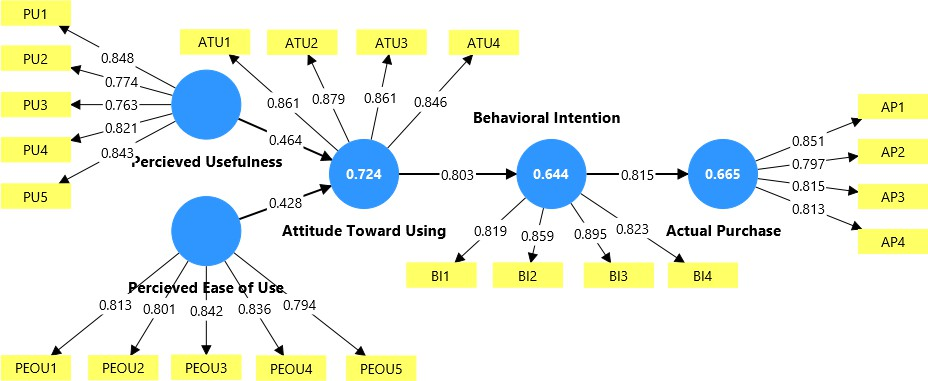 PU1
PU2
PU3
PU4
PU5
0.848
0.774
0.763
0.821
0.843
Percieved Usefulness
ATU1
ATU2
ATU3
ATU4
0.861
0.879
0.861
0.846
0.464
0.428
0.724
Attitude Toward Using
0.803
Behavioral Intention
0.644
0.815
0.819
0.859
0.895
0.823
BI1
BI2
BI3
BI4
0.665
Actual Purchase
0.851
0.797
0.815
0.813
AP1
AP2
AP3
AP4
Percieved Ease of Use
0.813
0.801
0.842
0.836
0.794
PEOU1
PEOU2
PEOU3
PEOU4
PEOU5